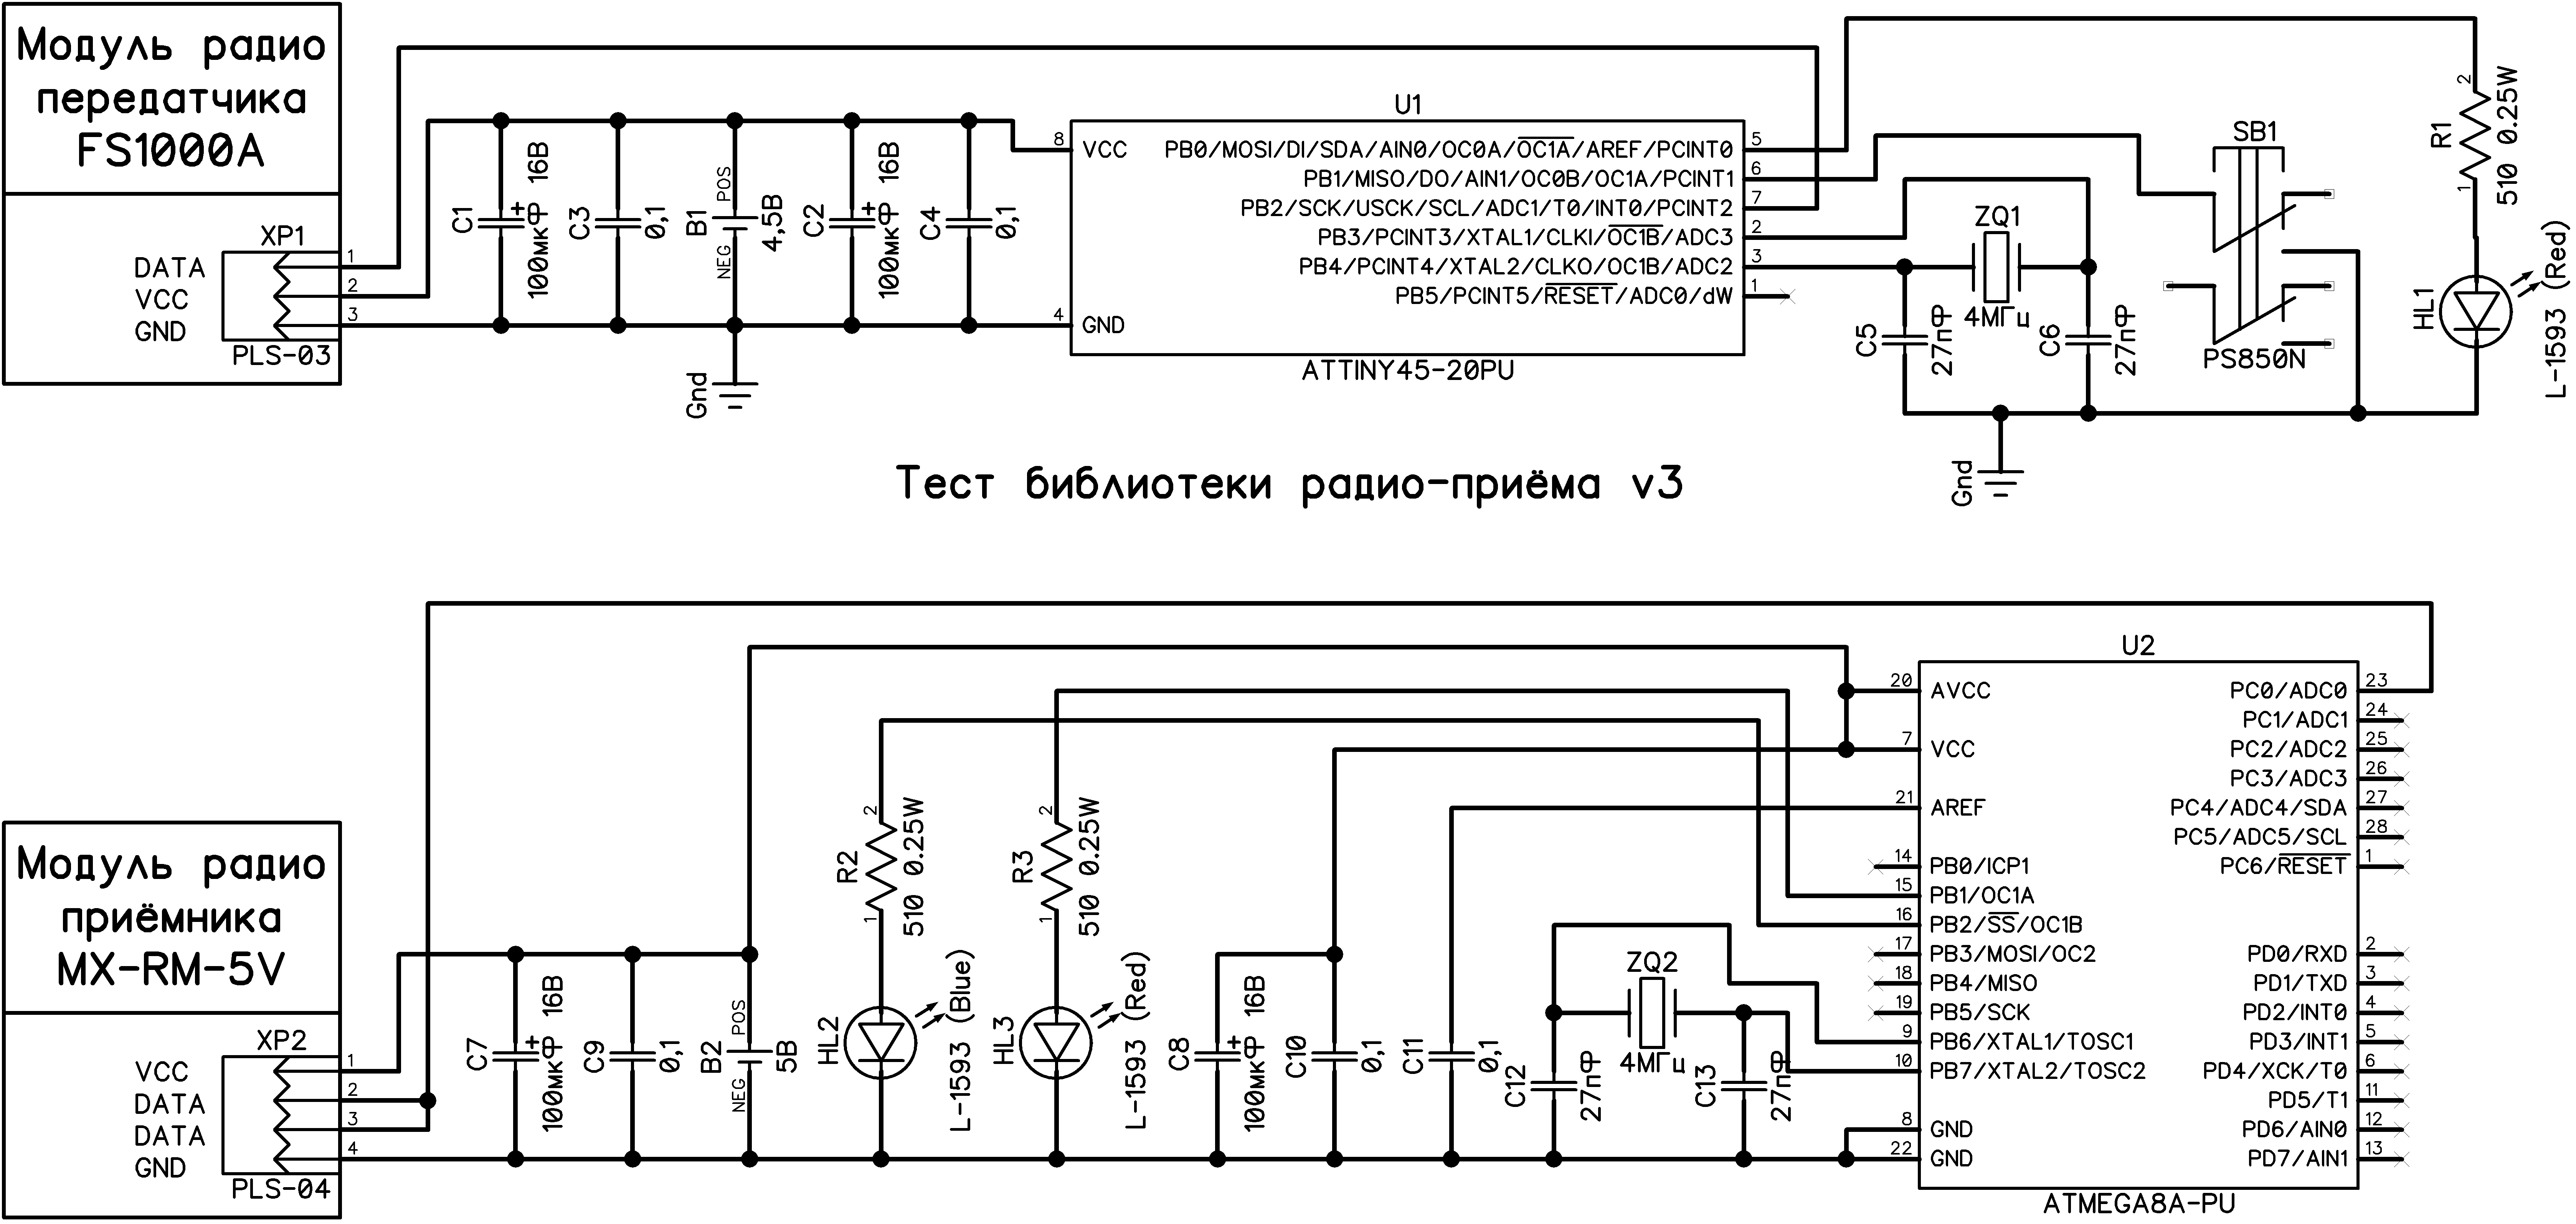 Модуль радио
передатчика
FS1000A
XP1
DATA
VCC
GND
1
2
3
PLS-03
C1
100мкФ 16В
C3
0,1
B1
POS
NEG
4,5В
C2
100мкФ 16В
C4
0,1
Gnd
U1
8 VCC
4 GND
PB0/MOSI/DI/SDA/AIN0/OC0A/OC1A/AREF/PCINT0 5
PB1/MISO/DO/AIN1/OC0B/OC1A/PCINT1 6
PB2/SCK/USCK/SCL/ADC1/T0/INT0/PCINT2 7
PB3/PCINT3/XTAL1/CLKI/OC1B/ADC3 2
PB4/PCINT4/XTAL2/CLKO/OC1B/ADC2 3
PB5/PCINT5/RESET/ADC0/dW 1
ATTINY45-20PU
ZQ1
4МГц
C5
27пФ
C6
27пФ
Gnd
SB1
PS850N
2
R1
510 0.25W
1
HL1
L-1593 (Red)
Тест библиотеки радио-приёма v3
Модуль радио
приёмника
MX-RM-5V
XP2
VCC
DATA
DATA
GND
1
2
3
4
PLS-04
C7
100мкФ 16В
C9
0,1
B2
POS
NEG
5В
2
R2
510 0.25W
1
HL2
L-1593 (Blue)
2
R3
510 0.25W
1
HL3
L-1593 (Red)
C8
100мкФ 16В
C10
0,1
C11
0,1
C12
27пФ
ZQ2
4МГц
C13
27пФ
U2
20 AVCC
7 VCC
21 AREF
14 PB0/ICP1
15 PB1/OC1A
16 PB2/SS/OC1B
17 PB3/MOSI/OC2
18 PB4/MISO
19 PB5/SCK
9 PB6/XTAL1/TOSC1
10 PB7/XTAL2/TOSC2
8 GND
22 GND
PC0/ADC0 23
PC1/ADC1 24
PC2/ADC2 25
PC3/ADC3 26
PC4/ADC4/SDA 27
PC5/ADC5/SCL 28
PC6/RESET 1
PD0/RXD 2
PD1/TXD 3
PD2/INT0 4
PD3/INT1 5
PD4/XCK/T0 6
PD5/T1 11
PD6/AIN0 12
PD7/AIN1 13
ATMEGA8A-PU